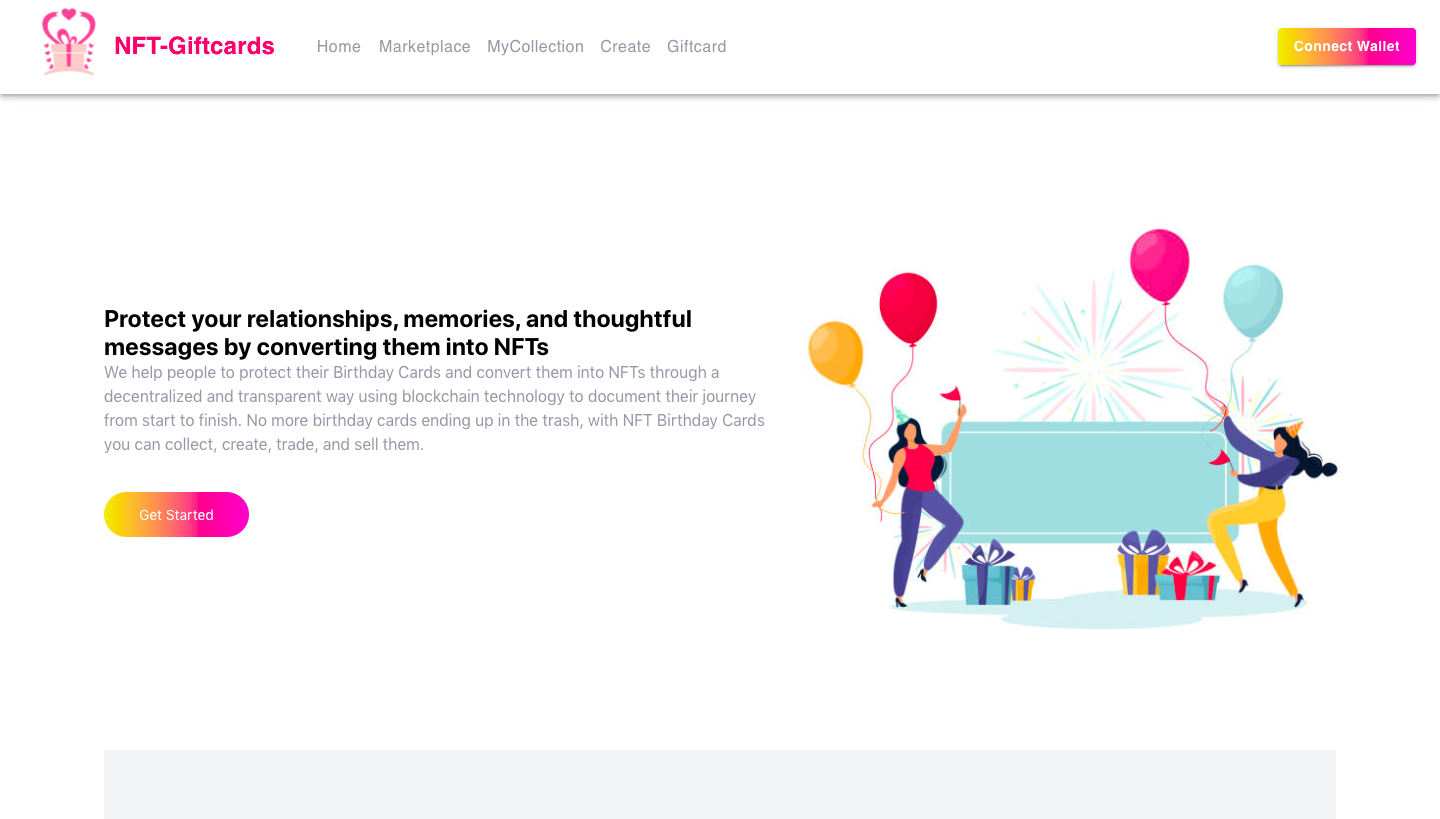 NFT-Giftcards
Home Marketplace MyCollection Create Giftcard
Connect Wallet
Protect your relationships, memories, and thoughtful
messages by converting them into NFTs
We help people to protect their Birthday Cards and convert them into NFTs through a
decentralized and transparent way using blockchain technology to document their journey
from start to finish. No more birthday cards ending up in the trash, with NFT Birthday Cards
you can collect, create, trade, and sell them.
Get Started